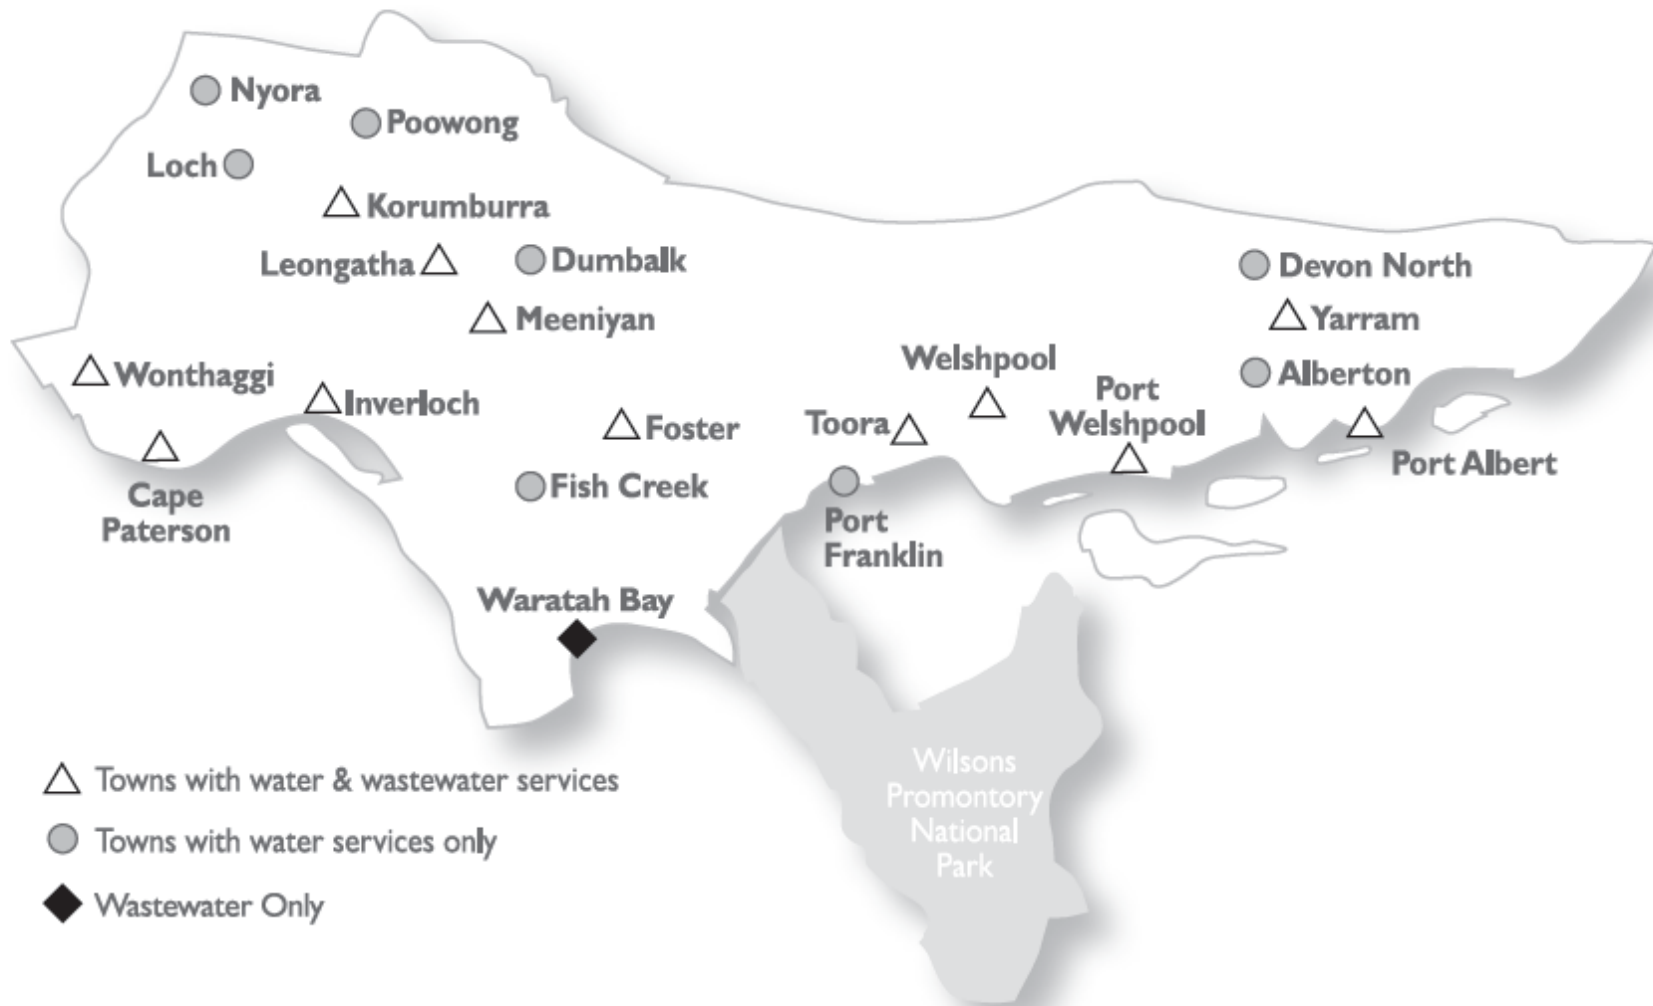 Nyora
Poowong
Loch
Korumburra
Leongatha
Dumbalk
Devon North
Meeniyan
Yarram
Welshpool
Wonthaggi
Alberton
Port
Welshpool
Inverloch
Foster
Toora
Port Albert
Cape
Paterson
Fish Creek
Port
Franklin
Waratah Bay
Wilsons
Promontory
National
Park
Towns with water & wastewater services
Towns with water services only
Wastewater Only